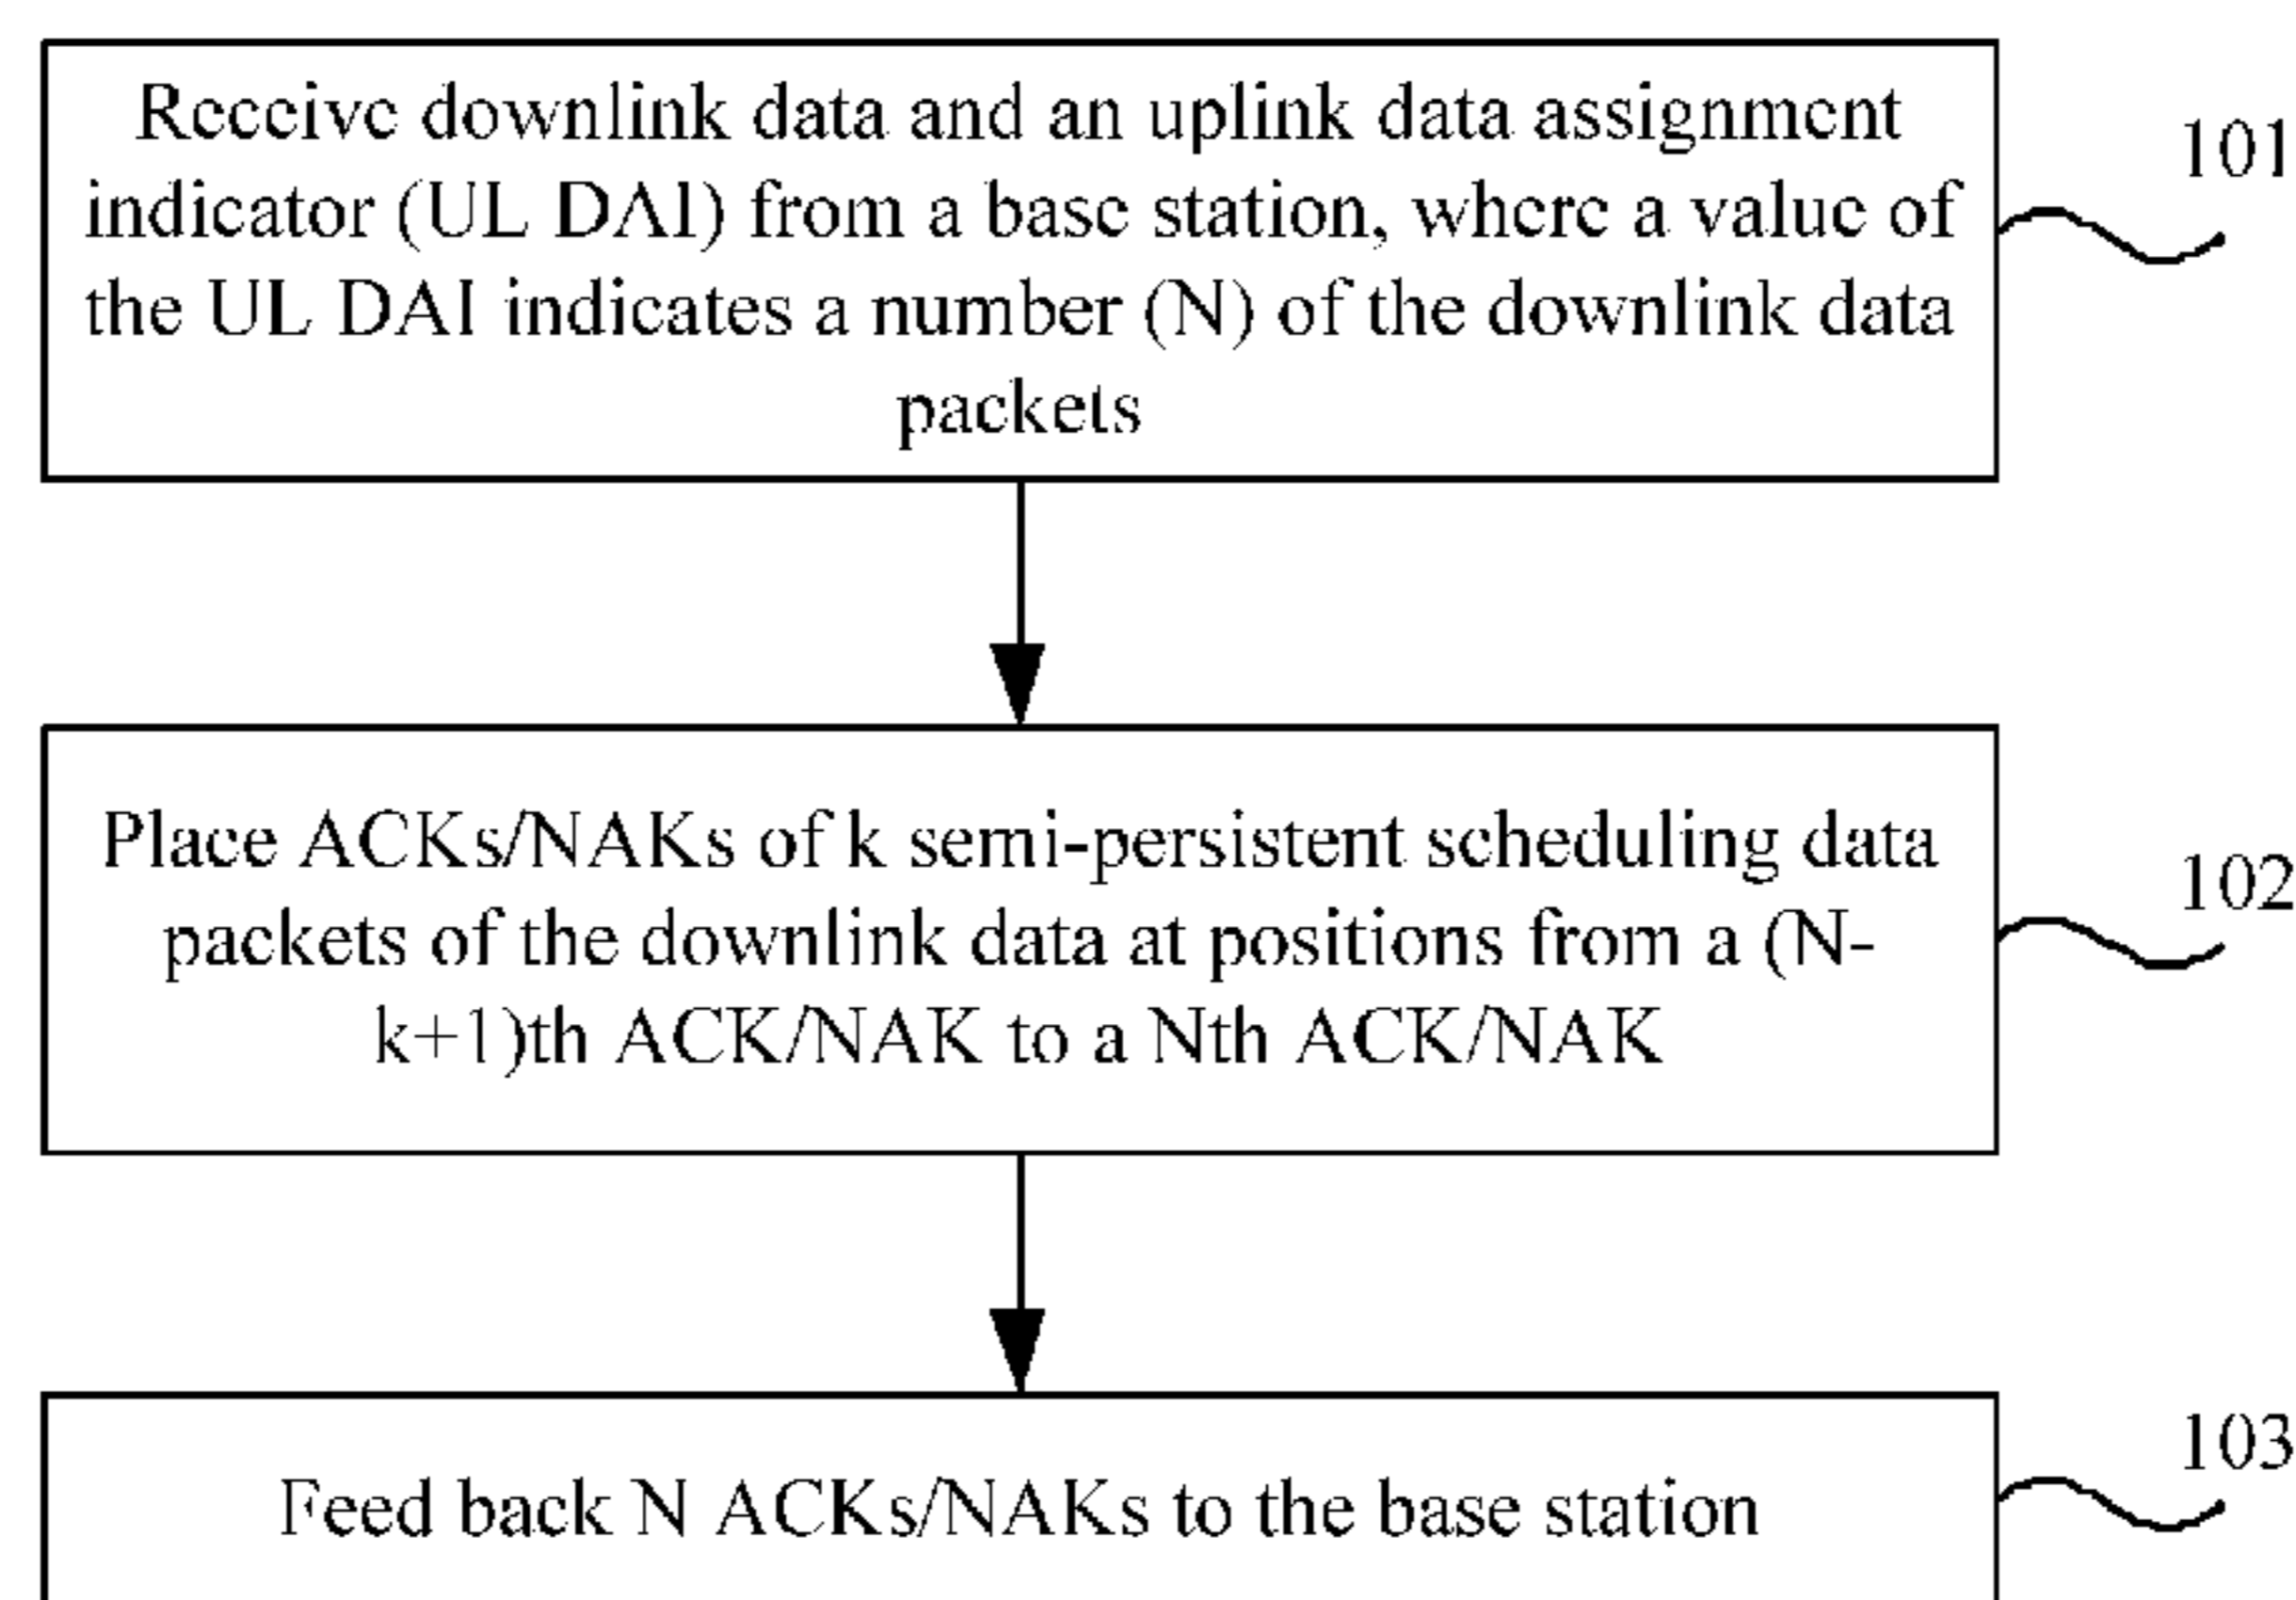 Receive downlink data and an uplink data assignment
indicator (UL DAI) from a base station, where a value of
the UL DAI indicates a number (N) of the downlink data
packets
101
Place ACKs/NAKs of k semi-persistent scheduling data
packets of the downlink data at positions from a (N-
k+1)th ACK/NAK to a Nth ACK/NAK
102
Feed back N ACKs/NAKs to the base station
103